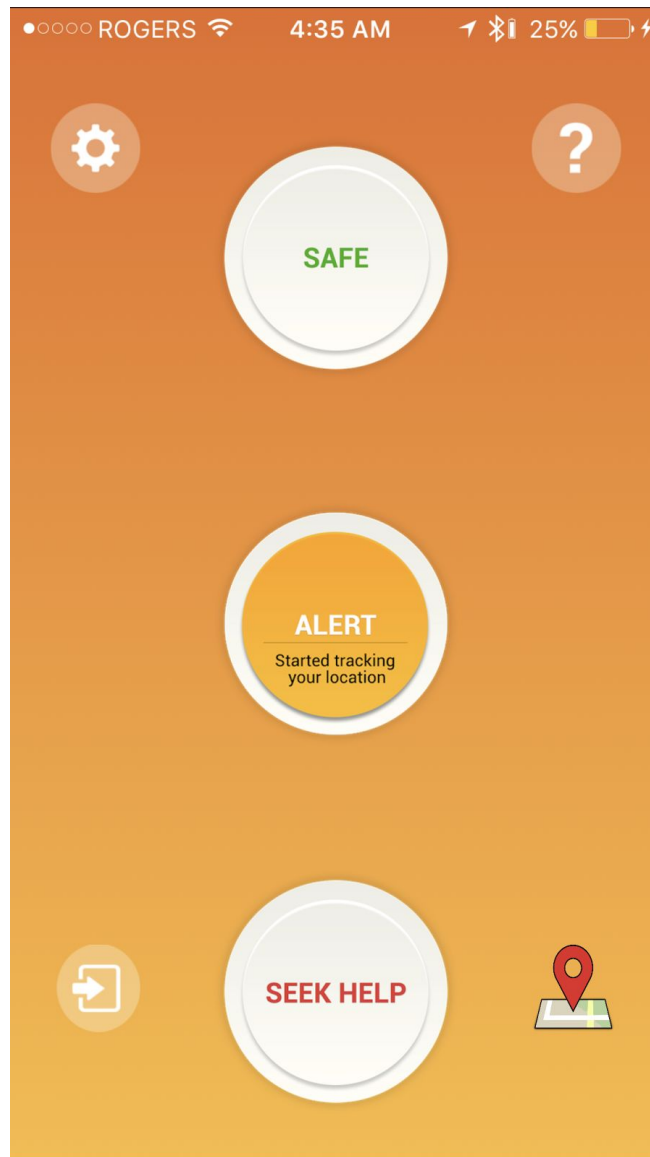 ROGERS 4:35 AM 25%
?
SAFE
ALERT
Started tracking
your location
SEEK HELP